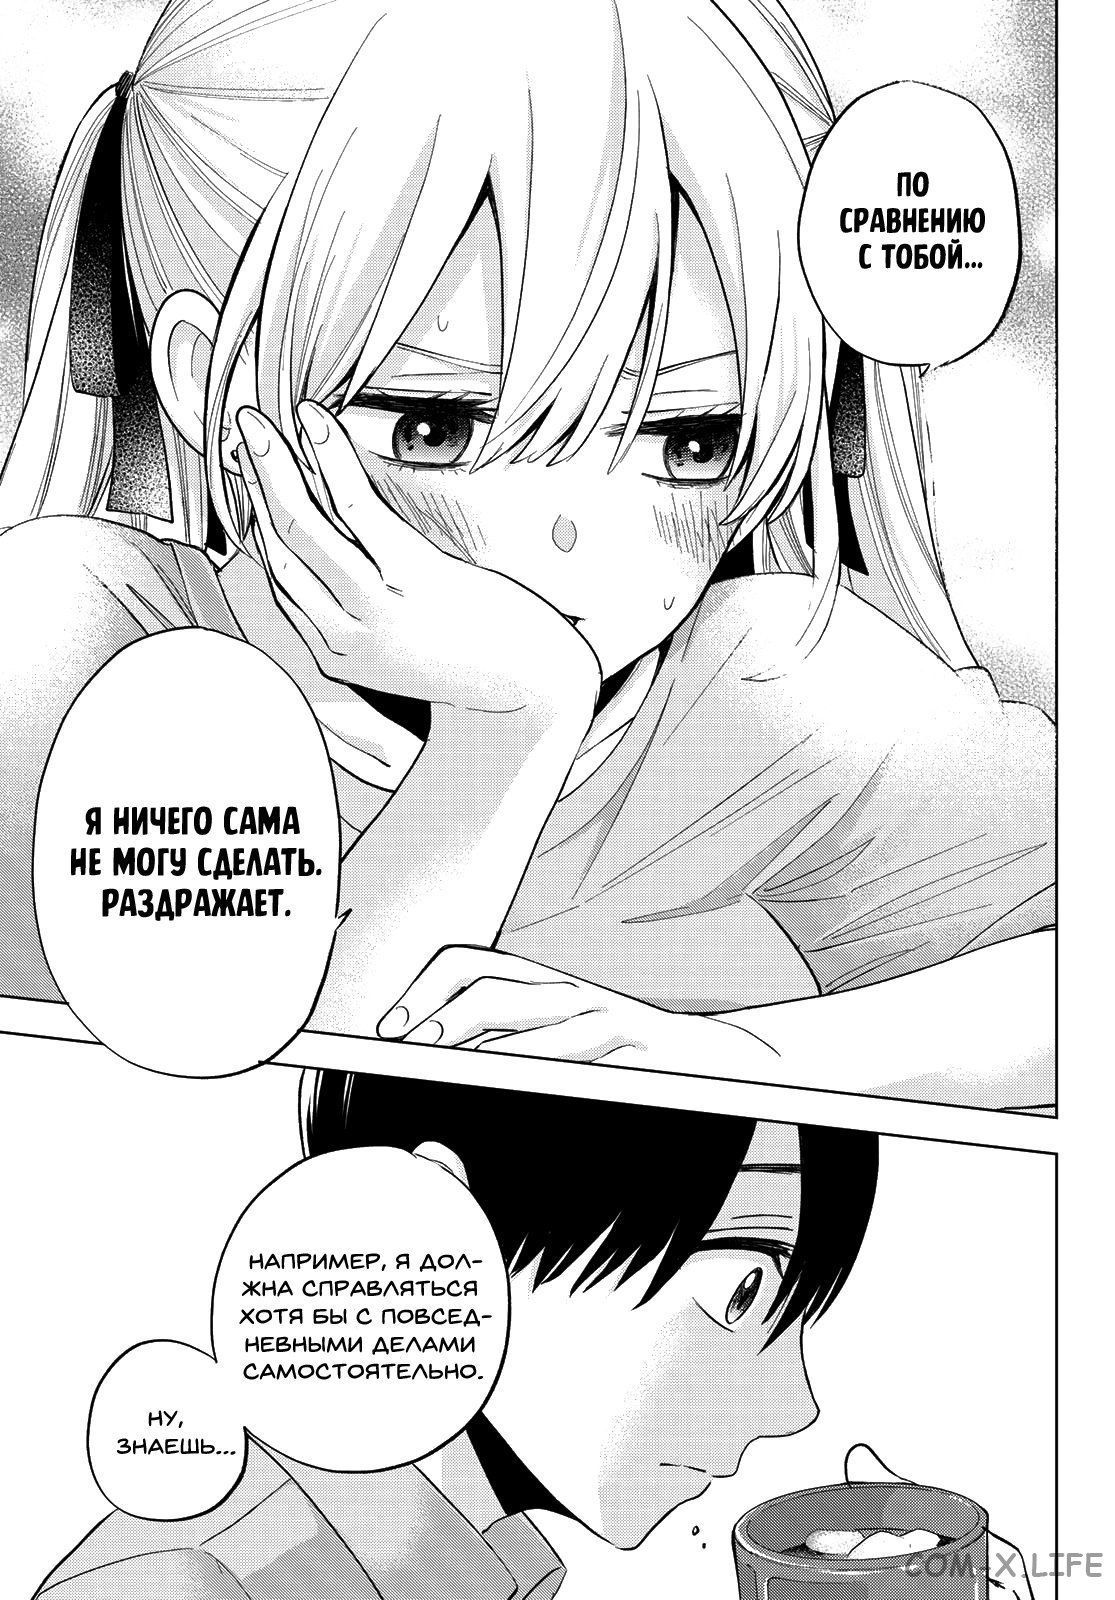 ПО
СРАВНЕНИЮ
С ТОБОЙ...
Я НИЧЕГО САМА
НЕ МОГУ СДЕЛАТЬ.
РАЗДРАЖАЕТ.
НАПРИМЕР, Я ДОЛ-
ЖНА СПРАВЛЯТЬСЯ
ХОТЯ БЫ С ПОВСЕД-
НЕВНЫМИ ДЕЛАМИ
САМОСТОЯТЕЛЬНО.
НУ,
ЗНАЕШЬ...
COM-X.LIFE